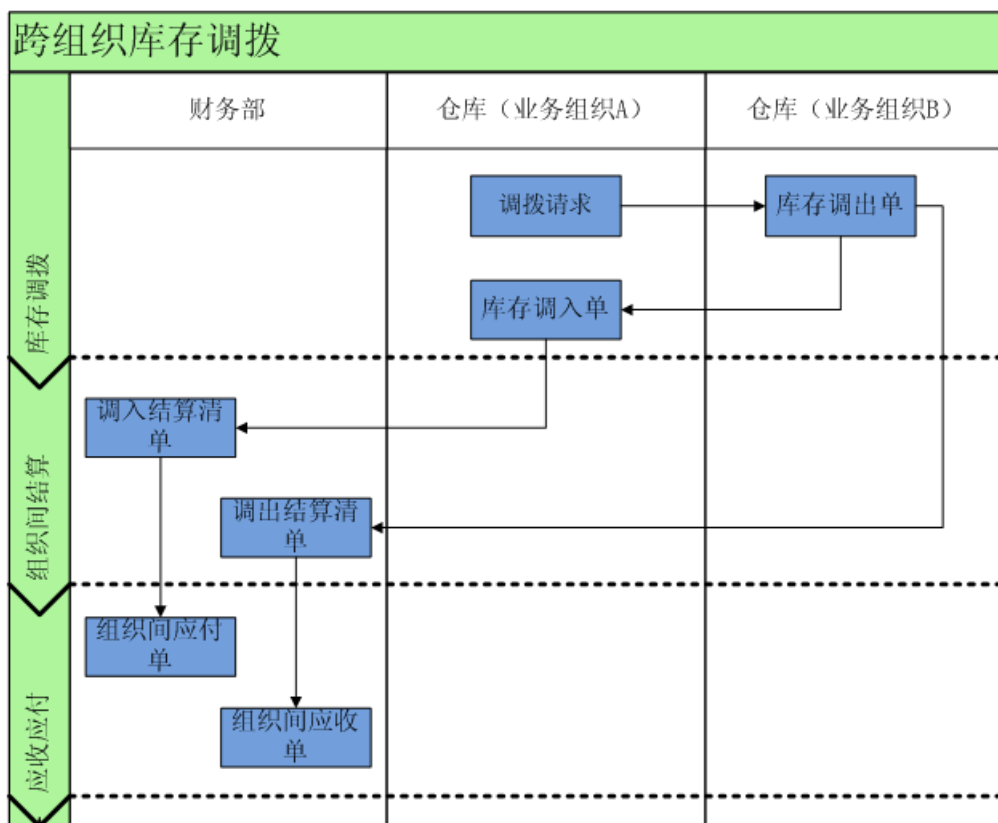 跨组织库存调拨
财务部
仓库（业务组织A）
仓库（业务组织B）
库存调拨
调拨请求
库存调出单
库存调入单
组织间结算
调入结算清
单
调出结算清
单
应收应付
组织间应付
单
组织间应收
单